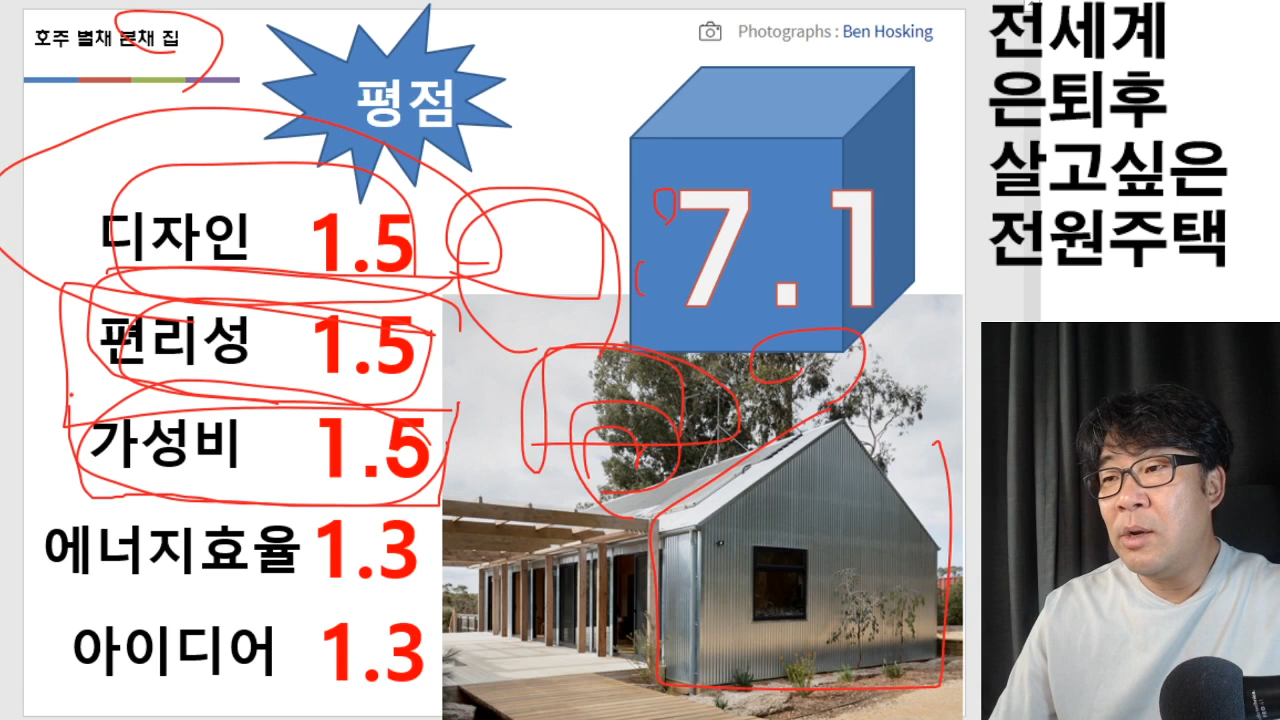 호주 별채 본채 집
Photographs : Ben Hosking
평점
7.1
디자인 1.5
편리성 1.5
가성비 1.5
에너지효율 1.3
아이디어 1.3
전세계
은퇴후
살고싶은
전원주택